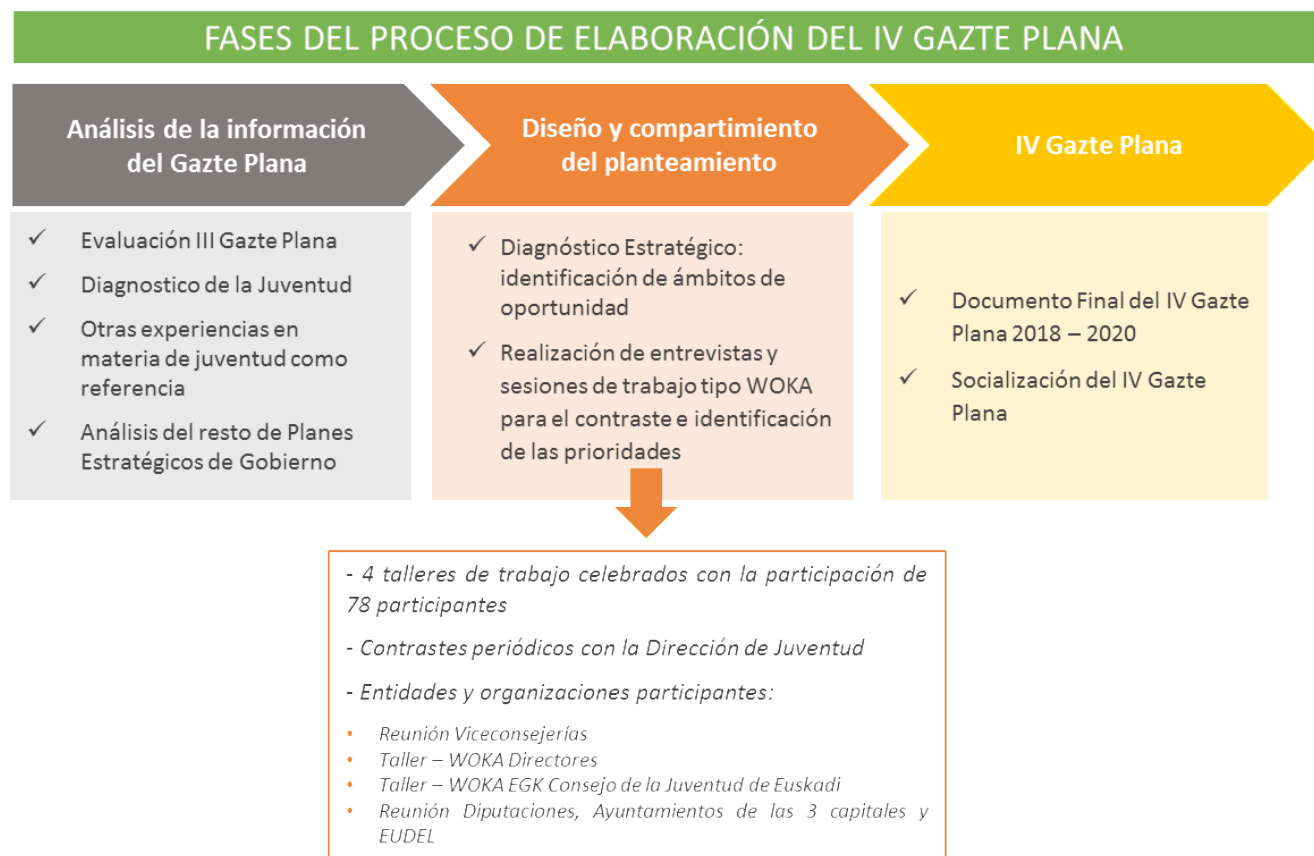 FASES DEL PROCESO DE ELABORACIÓN DEL IV GAZTE PLANA
Análisis de la información
del Gazte Plana
✓ Evaluación III Gazte Plana
✓ Diagnostico de la Juventud
✓ Otras experiencias en
materia de juventud como
referencia
✓ Análisis del resto de Planes
Estratégicos de Gobierno
Diseño y compartimiento
del planteamiento
✓ Diagnóstico Estratégico:
identificación de ámbitos de
oportunidad
✓ Realización de entrevistas y
sesiones de trabajo tipo WOKA
para el contraste e identificación
de las prioridades
IV Gazte Plana
✓ Documento Final del IV Gazte
Plana 2018 – 2020
✓ Socialización del IV Gazte
Plana
- 4 talleres de trabajo celebrados con la participación de
78 participantes
- Contrastes periódicos con la Dirección de Juventud
- Entidades y organizaciones participantes:
• Reunión Viceconsejerías
• Taller – WOKA Directores
• Taller – WOKA EGK Consejo de la Juventud de Euskadi
• Reunión Diputaciones, Ayuntamientos de las 3 capitales y
EUDEL